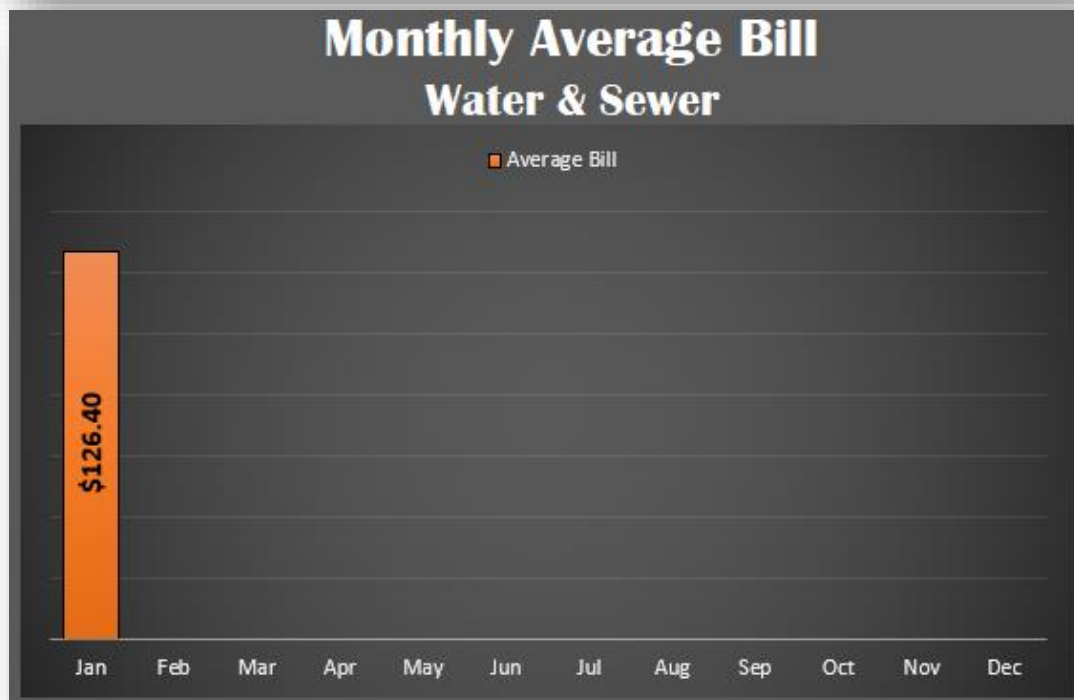 Monthly Average Bill
Water & Sewer
Average Bill
$126.40
Jan Feb Mar Apr May Jun Jul Aug Sep Oct Nov Dec